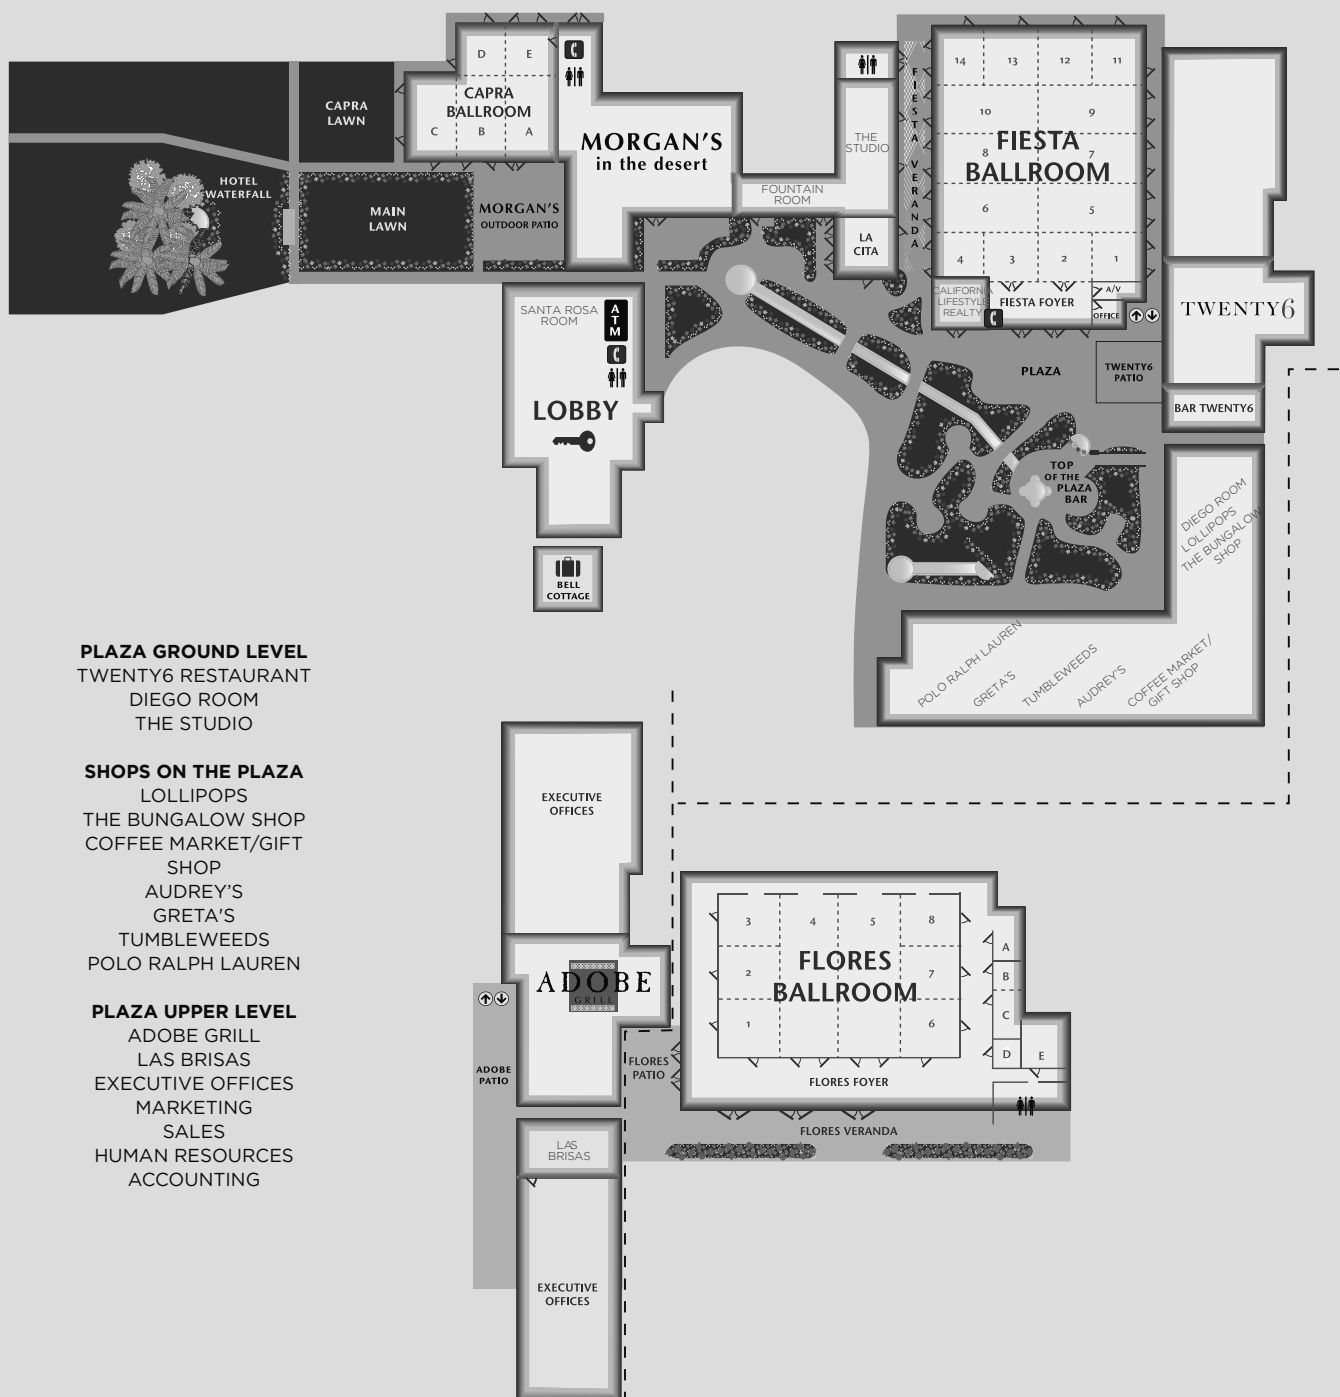 D
E
CAPRA
BALLROOM
C
B
A
CAPRA
LAWN
HOTEL
WATERFALL
MAIN
LAWN
MORGAN'S
OUTDOOR PATIO
MORGAN'S
in the desert
FOUNTAIN
ROOM
THE
STUDIO
LA
CITA
FIESTA VERANDA
14
13
12
11
10
9
FIESTA
BALLROOM
8
7
6
5
4
3
2
1
CALIFORNIA
LIFESTYLE
REALTY
FIESTA FOYER
A/V
OFFICE
TWENTY6
PLAZA
TWENTY6
PATIO
BAR TWENTY6
SANTA ROSA
ROOM
ATM
LOBBY
BELL
COTTAGE
TOP
OF THE
PLAZA
BAR
DIEGO ROOM
LOLLIPOPS
THE BUNGALOW
SHOP
POLO RALPH LAUREN
GRETA'S
TUMBLEWEEDS
AUDREY'S
COFFEE MARKET/
GIFT SHOP
PLAZA GROUND LEVEL
TWENTY6 RESTAURANT
DIEGO ROOM
THE STUDIO
SHOPS ON THE PLAZA
LOLLIPOPS
THE BUNGALOW SHOP
COFFEE MARKET/GIFT
SHOP
AUDREY'S
GRETA'S
TUMBLEWEEDS
POLO RALPH LAUREN
PLAZA UPPER LEVEL
ADOBE GRILL
LAS BRISAS
EXECUTIVE OFFICES
MARKETING
SALES
HUMAN RESOURCES
ACCOUNTING
EXECUTIVE
OFFICES
ADOBE
GRILL
ADOBE
PATIO
LAS
BRISAS
EXECUTIVE
OFFICES
FLORES
PATIO
3
4
5
8
FLORES
BALLROOM
2
7
1
6
A
B
C
D
E
FLORES FOYER
FLORES VERANDA